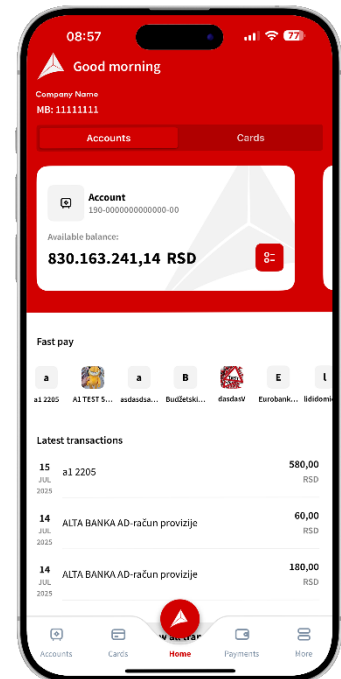 08:57
77
Good morning
Company Name
MB: 11111111
Accounts
Cards
Account
190-0000000000000-00
Available balance:
830.163.241,14 RSD
Fast pay
a
a
B
E
l
a1 2205
A1 TEST S...
asdasdsa...
Budžetski...
dasdasV
Eurobank...
lididomi
Latest transactions
15 a1 2205 580,00
JUL RSD
2025
14 ALTA BANKA AD-račun provizije 60,00
JUL RSD
2025
14 ALTA BANKA AD-račun provizije 180,00
JUL RSD
2025
Accounts
Cards
Home
Payments
More